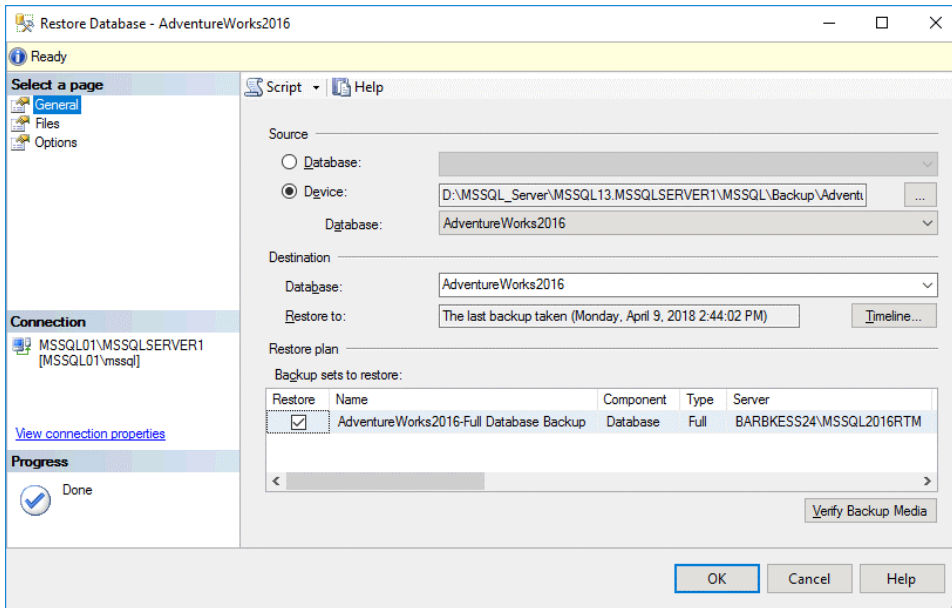 Restore Database - AdventureWorks2016
Ready
Select a page
General
Files
Options
Script Help
Source
Database:
Device: D:\MSSQL_Server\MSSQL13.MSSQLSERVER1\MSSQL\Backup\Adventu ...
Database: AdventureWorks2016
Destination
Database: AdventureWorks2016
Restore to: The last backup taken (Monday, April 9, 2018 2:44:02 PM) Timeline...
Restore plan
Backup sets to restore:
Restore Name Component Type Server
AdventureWorks2016-Full Database Backup Database Full BARBKESS24\MSSQL2016RTM
Verify Backup Media
Connection
MSSQL01\MSSQLSERVER1
[MSSQL01\mssql]
View connection properties
Progress
Done
OK Cancel Help